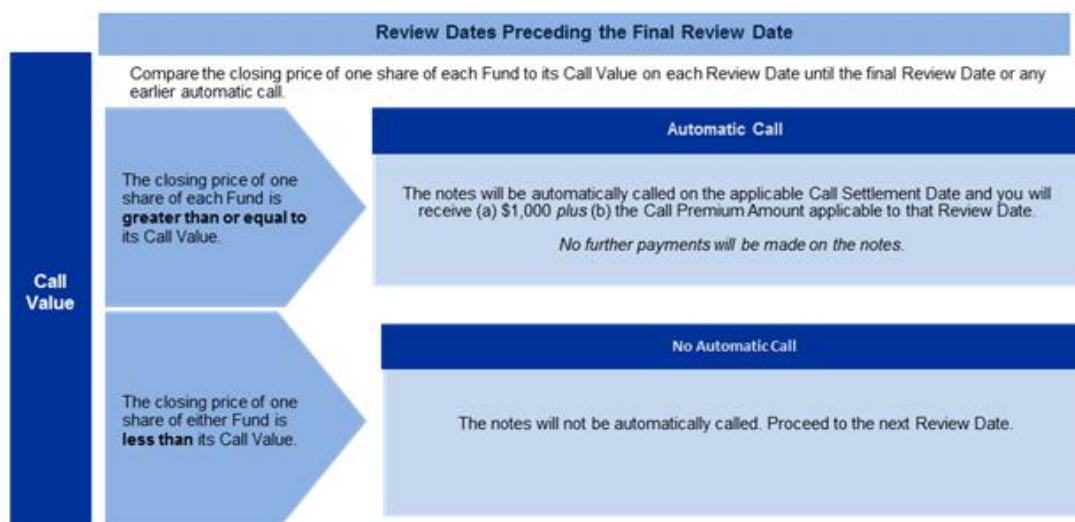 Review Dates Preceding the Final Review Date
Compare the closing price of one share of each Fund to its Call Value on each Review Date until the final Review Date or any
earlier automatic call.
Call
Value
The closing price of one
share of each Fund is
greater than or equal to
its Call Value.
Automatic Call
The notes will be automatically called on the applicable Call Settlement Date and you will
receive (a) $1,000 plus (b) the Call Premium Amount applicable to that Review Date.
No further payments will be made on the notes.
The closing price of one
share of either Fund is
less than its Call Value.
No Automatic Call
The notes will not be automatically called. Proceed to the next Review Date.